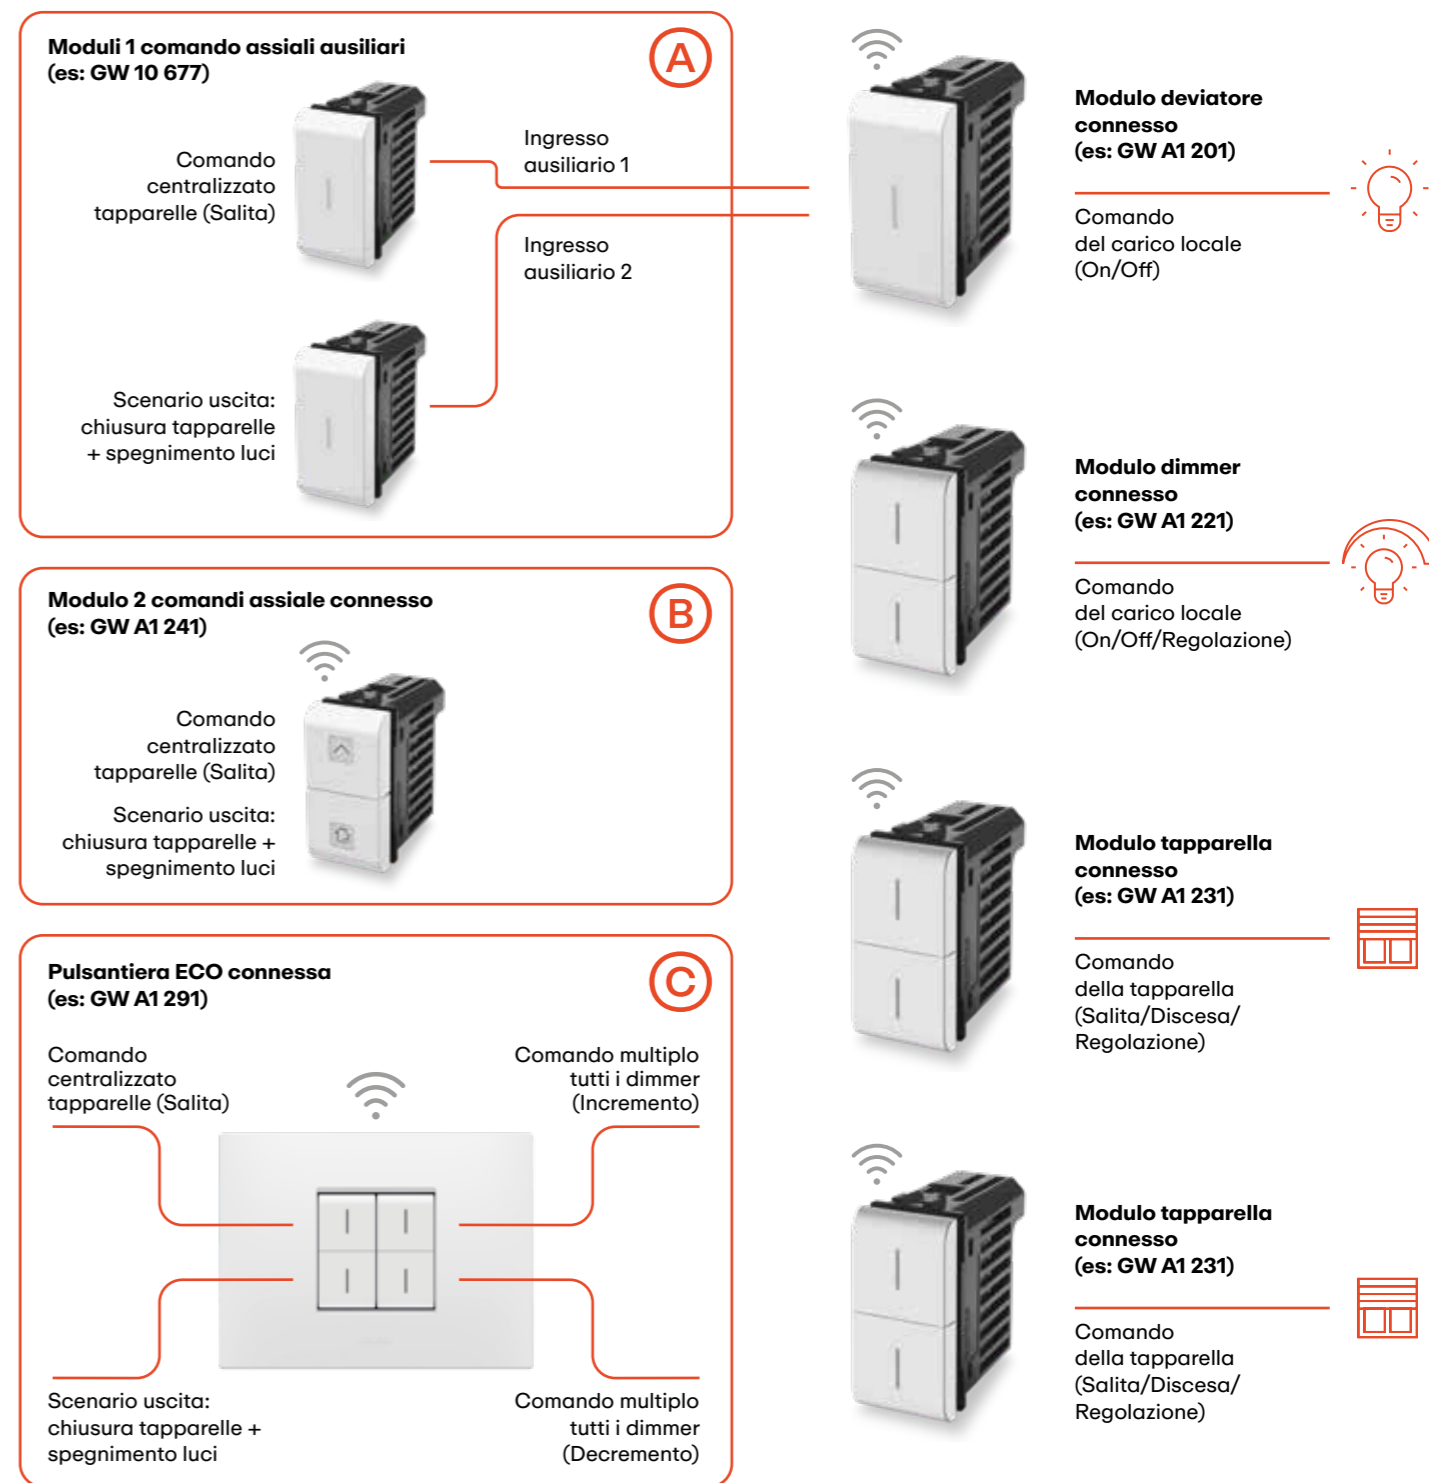 Moduli 1 comando assiali ausiliari
(es: GW 10 677)
A
Comando
centralizzato
tapparelle (Salita)
Ingresso
ausiliario 1
Ingresso
ausiliario 2
Scenario uscita:
chiusura tapparelle
+ spegnimento luci
Modulo 2 comandi assiale connesso
(es: GW A1 241)
B
Comando
centralizzato
tapparelle (Salita)
Scenario uscita:
chiusura tapparelle +
spegnimento luci
Pulsantiera ECO connessa
(es: GW A1 291)
C
Comando
centralizzato
tapparelle (Salita)
Comando multiplo
tutti i dimmer
(Incremento)
Scenario uscita:
chiusura tapparelle +
spegnimento luci
Comando multiplo
tutti i dimmer
(Decremento)
Modulo deviatore
connesso
(es: GW A1 201)
Comando
del carico locale
(On/Off)
Modulo dimmer
connesso
(es: GW A1 221)
Comando
del carico locale
(On/Off/Regolazione)
Modulo tapparella
connesso
(es: GW A1 231)
Comando
della tapparella
(Salita/Discesa/
Regolazione)
Modulo tapparella
connesso
(es: GW A1 231)
Comando
della tapparella
(Salita/Discesa/
Regolazione)